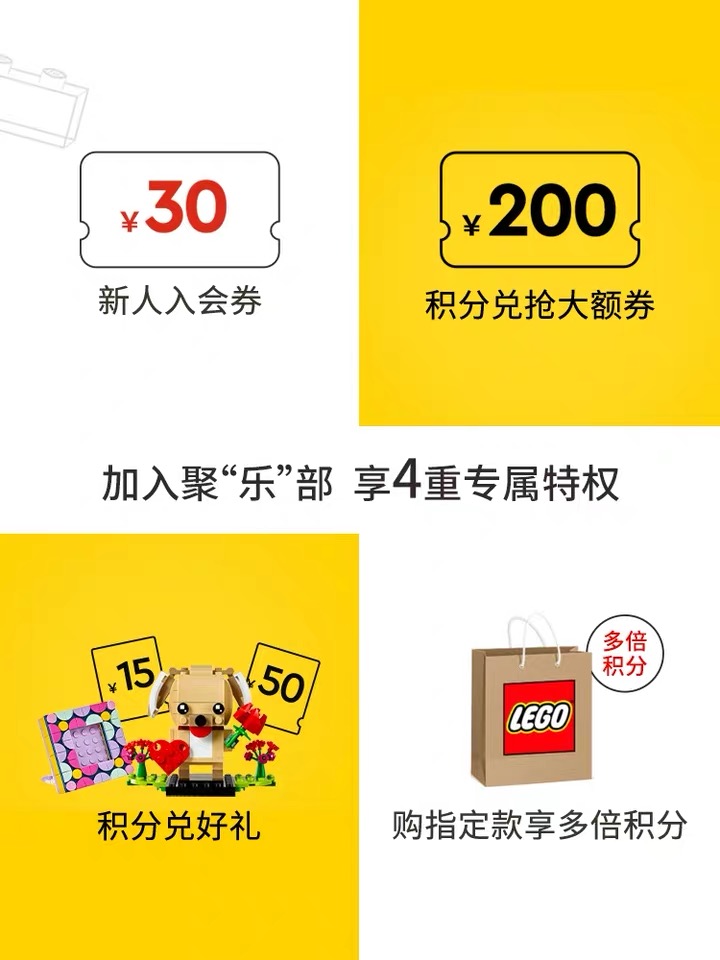 ¥30
新人入会券
¥200
积分兑抢大额券
加入聚“乐”部 享4重专属特权
¥15
¥50
积分兑好礼
多倍
积分
LEGO
购指定款享多倍积分